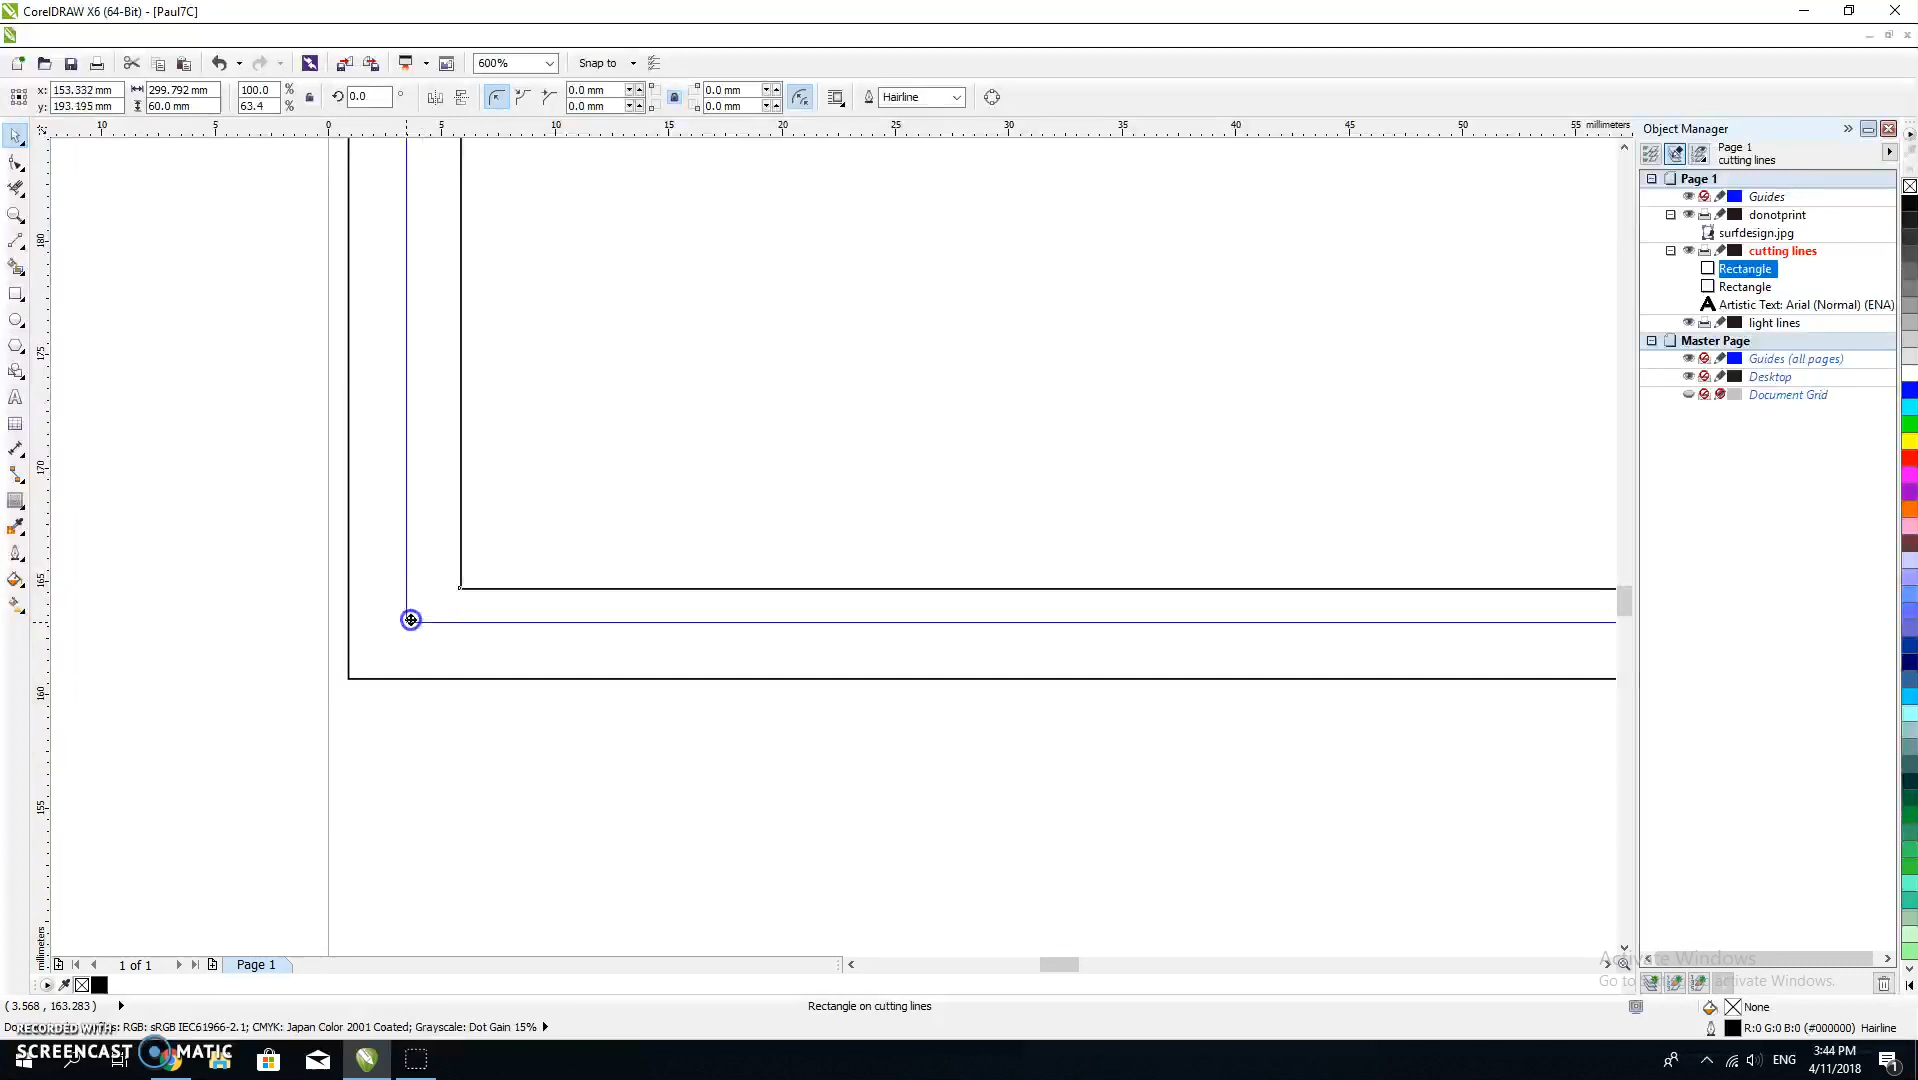 CorelDRAW X6 (64-Bit) - [Paul7C]
600%
Snap to
x: 153.332 mm
299.792 mm
100.0 %
0.0 °
0.0 mm
0.0 mm
Hairline
y: 193.195 mm
60.0 mm
63.4 %
0.0 mm
0.0 mm
10 5 0 5 10 15 20 25 30 35 40 45 50 55 millimeters
180
175
170
165
160
155
millimeters
Object Manager
Page 1
cutting lines
Page 1
Guides
donotprint
surfdesign.jpg
cutting lines
Rectangle
Rectangle
Artistic Text: Arial (Normal) (ENA)
light lines
Master Page
Guides (all pages)
Desktop
Document Grid
Activate Windows
1 of 1
Page 1
( 3.568 , 163.283 )
Rectangle on cutting lines
None
RGB: sRGB IEC61966-2.1; CMYK: Japan Color 2001 Coated; Grayscale: Dot Gain 15%
R:0 G:0 B:0 (#000000) Hairline
RECORDED WITH
SCREENCAST MATIC
ENG
3:44 PM
4/11/2018
1